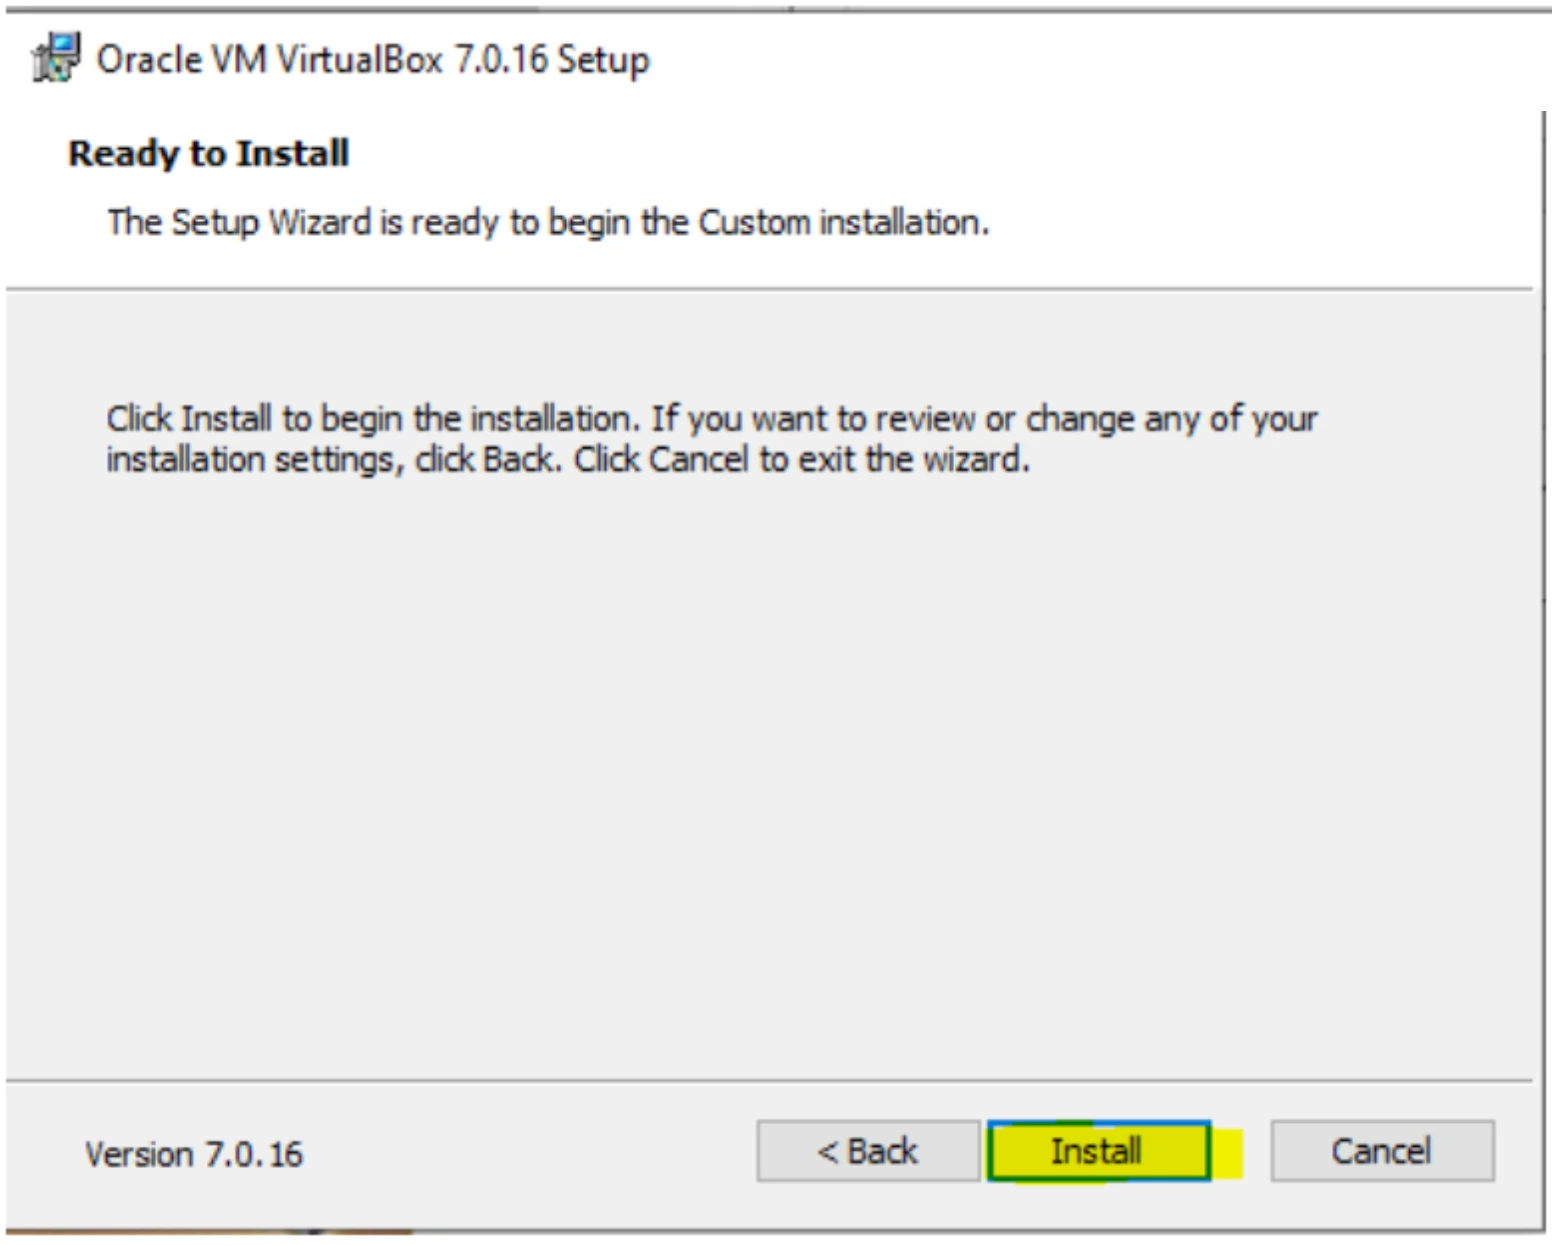 Oracle VM VirtualBox 7.0.16 Setup
Ready to Install
The Setup Wizard is ready to begin the Custom installation.
Click Install to begin the installation. If you want to review or change any of your
installation settings, click Back. Click Cancel to exit the wizard.
Version 7.0.16
< Back
Install
Cancel